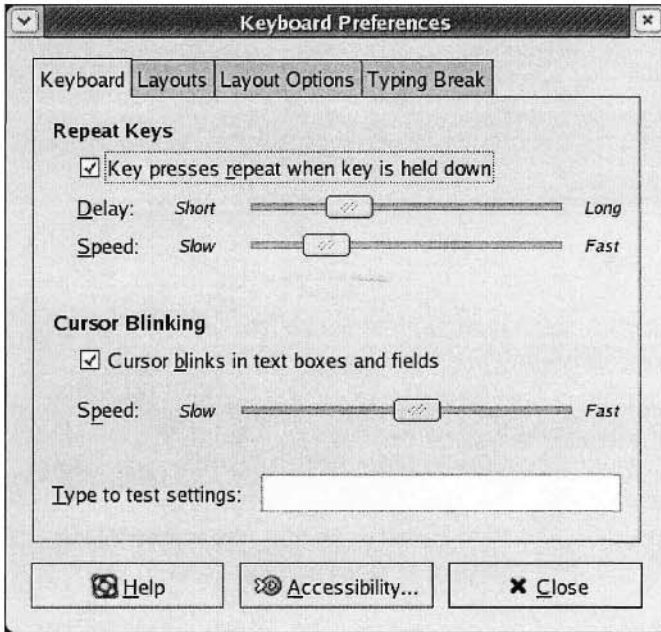 Keyboard Preferences
Keyboard Layouts Layout Options Typing Break
Repeat Keys
Key presses repeat when key is held down
Delay: Short Long
Speed: Slow Fast
Cursor Blinking
Cursor blinks in text boxes and fields
Speed: Slow Fast
Type to test settings:
Help Accessibility... Close